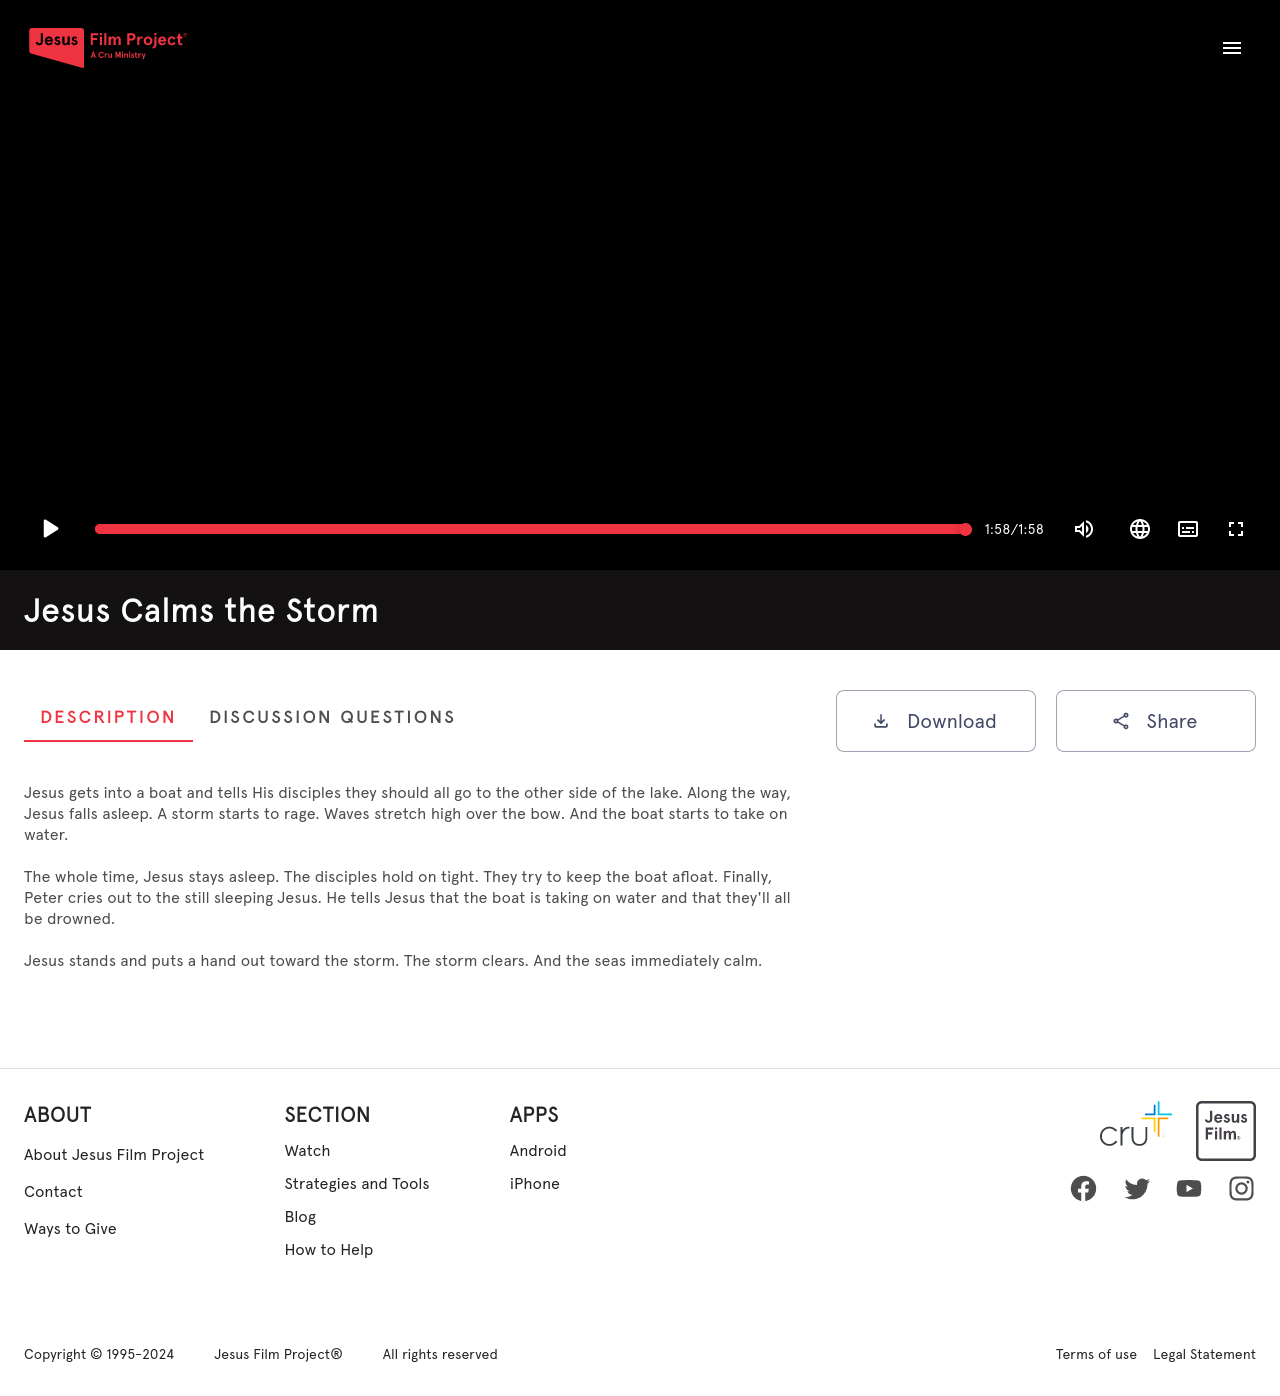 Jesus Film Project®
A Cru Ministry
1:58/1:58
Jesus Calms the Storm
DESCRIPTION
DISCUSSION QUESTIONS
Download
Share
Jesus gets into a boat and tells His disciples they should all go to the other side of the lake. Along the way,
Jesus falls asleep. A storm starts to rage. Waves stretch high over the bow. And the boat starts to take on
water.
The whole time, Jesus stays asleep. The disciples hold on tight. They try to keep the boat afloat. Finally,
Peter cries out to the still sleeping Jesus. He tells Jesus that the boat is taking on water and that they'll all
be drowned.
Jesus stands and puts a hand out toward the storm. The storm clears. And the seas immediately calm.
ABOUT
About Jesus Film Project
Contact
Ways to Give
SECTION
Watch
Strategies and Tools
Blog
How to Help
APPS
Android
iPhone
cru
Jesus
Film®
Copyright © 1995-2024
Jesus Film Project®
All rights reserved
Terms of use
Legal Statement